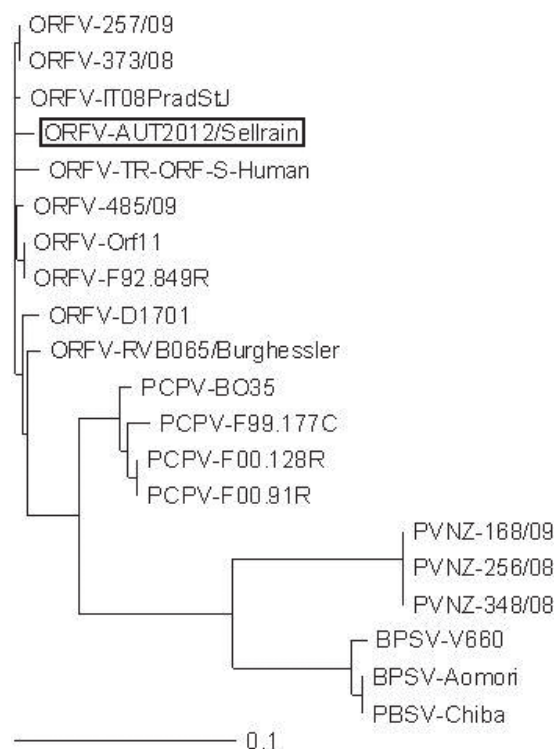 ORFV-257/09
ORFV-373/08
ORFV-IT08PradStJ
ORFV-AUT2012/Sellrain
ORFV-TR-ORF-S-Human
ORFV-485/09
ORFV-Orf11
ORFV-F92.849R
ORFV-D1701
ORFV-RVB065/Burghessler
PCPV-BO35
PCPV-F99.177C
PCPV-F00.128R
PCPV-F00.91R
PVNZ-168/09
PVNZ-256/08
PVNZ-348/08
BPSV-V660
BPSV-Aomori
PBSV-Chiba
0.1